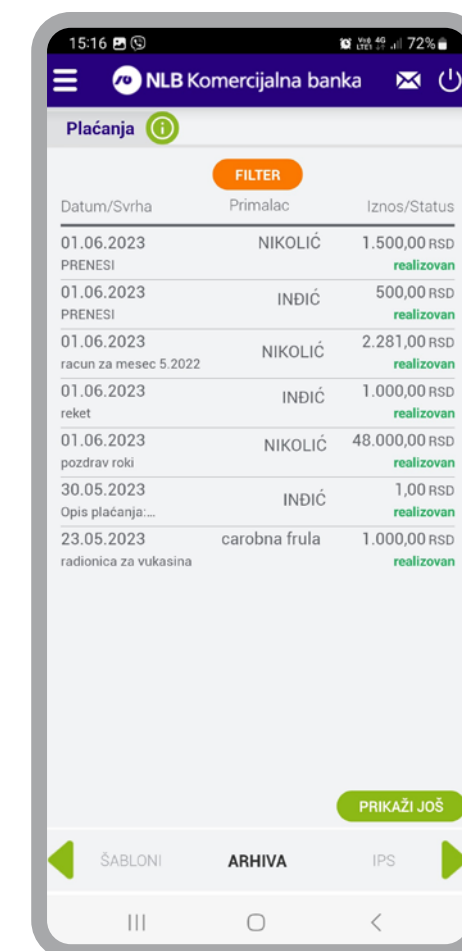 15:16 72%
NLB Komercijalna banka
Plaćanja
FILTER
Datum/Svrha Primalac Iznos/Status
01.06.2023 NIKOLIĆ 1.500,00 RSD
PRENESI realizovan
01.06.2023 INĐIĆ 500,00 RSD
PRENESI realizovan
01.06.2023 NIKOLIĆ 2.281,00 RSD
racun za mesec 5.2022 realizovan
01.06.2023 INĐIĆ 1.000,00 RSD
reket realizovan
01.06.2023 NIKOLIĆ 48.000,00 RSD
pozdrav roki realizovan
30.05.2023 INĐIĆ 1,00 RSD
Opis plaćanja:... realizovan
23.05.2023 carobna frula 1.000,00 RSD
radionica za vukasina realizovan
PRIKAŽI JOŠ
ŠABLONI ARHIVA IPS